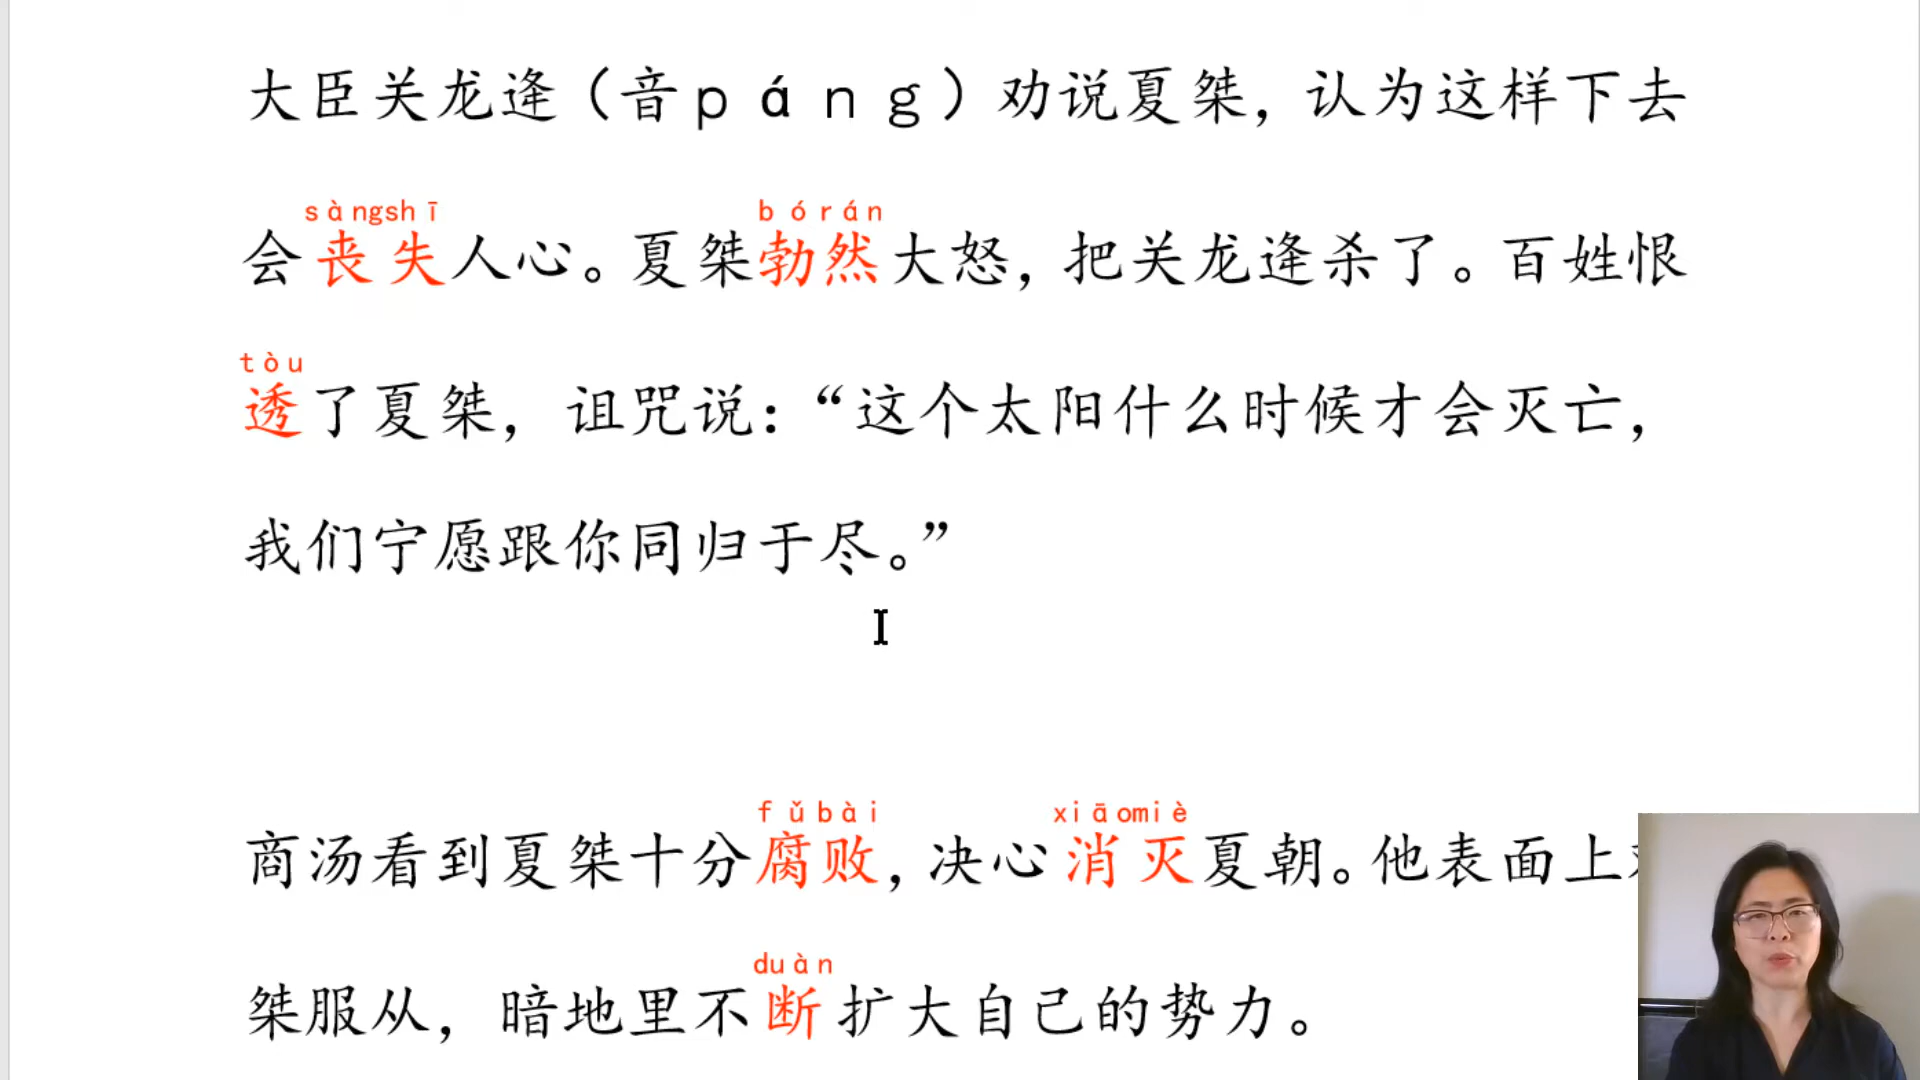 大臣关龙逄（音páng）劝说夏桀，认为这样下去
sàngshī bórán
会丧失人心。夏桀勃然大怒，把关龙逄杀了。百姓恨
tòu
透了夏桀，诅咒说：“这个太阳什么时候才会灭亡，
我们宁愿跟你同归于尽。”
fǔbài xiāomiè
商汤看到夏桀十分腐败，决心消灭夏朝。他表面上
duàn
桀服从，暗地里不断扩大自己的势力。